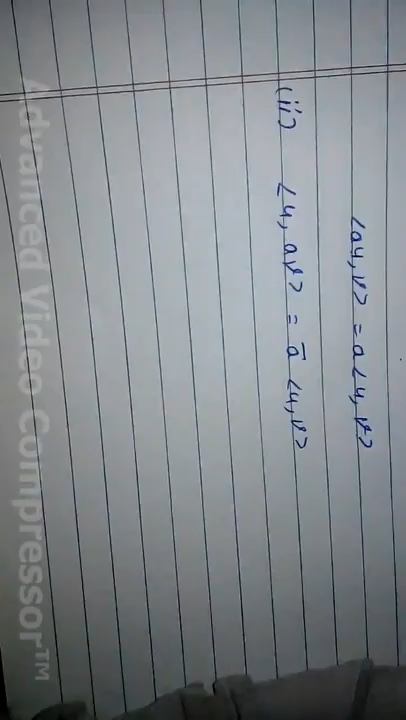 <au, v> = a<u, v>
(ii) <u, av> = ā <u, v>
Advanced Video Compressor™